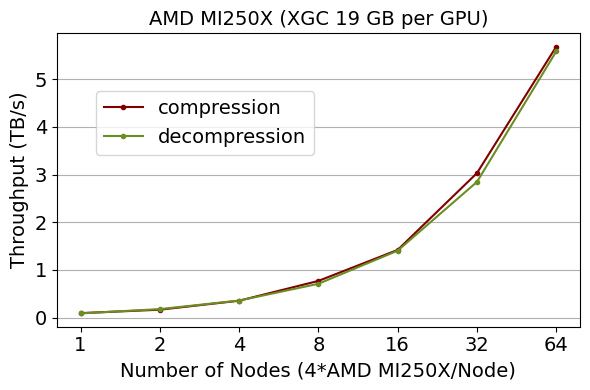 AMD MI250X (XGC 19 GB per GPU)
Throughput (TB/s)
5
4
3
2
1
0
compression
decompression
1 2 4 8 16 32 64
Number of Nodes (4*AMD MI250X/Node)